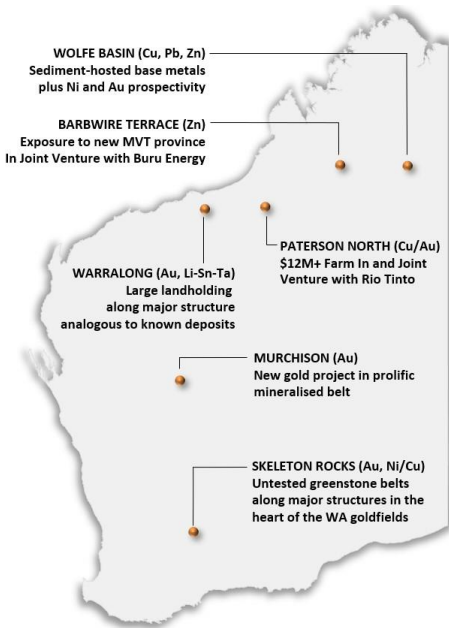 WOLFE BASIN (Cu, Pb, Zn)
Sediment-hosted base metals
plus Ni and Au prospectivity
BARBWIRE TERRACE (Zn)
Exposure to new MVT province
In Joint Venture with Buru Energy
PATERSON NORTH (Cu/Au)
$12M+ Farm In and Joint
Venture with Rio Tinto
WARRALONG (Au, Li-Sn-Ta)
Large landholding
along major structure
analogous to known deposits
MURCHISON (Au)
New gold project in prolific
mineralised belt
SKELETON ROCKS (Au, Ni/Cu)
Untested greenstone belts
along major structures in the
heart of the WA goldfields